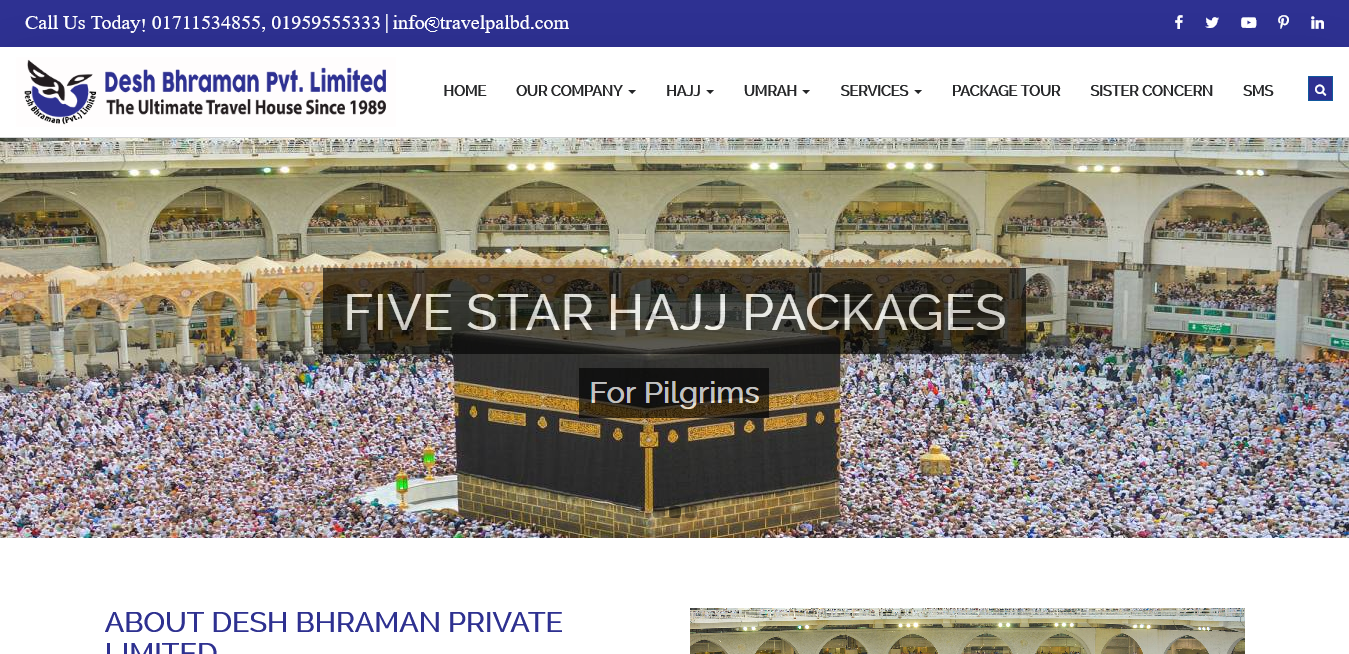 Call Us Today! 01711534855, 01959555333 | info@travelpalbd.com
Desh Bhraman Pvt. Limited
The Ultimate Travel House Since 1989
Desh Bhraman (Pvt.) Limited
HOME OUR COMPANY HAJJ UMRAH SERVICES PACKAGE TOUR SISTER CONCERN SMS
FIVE STAR HAJJ PACKAGES
For Pilgrims
ABOUT DESH BHRAMAN PRIVATE
LIMITED